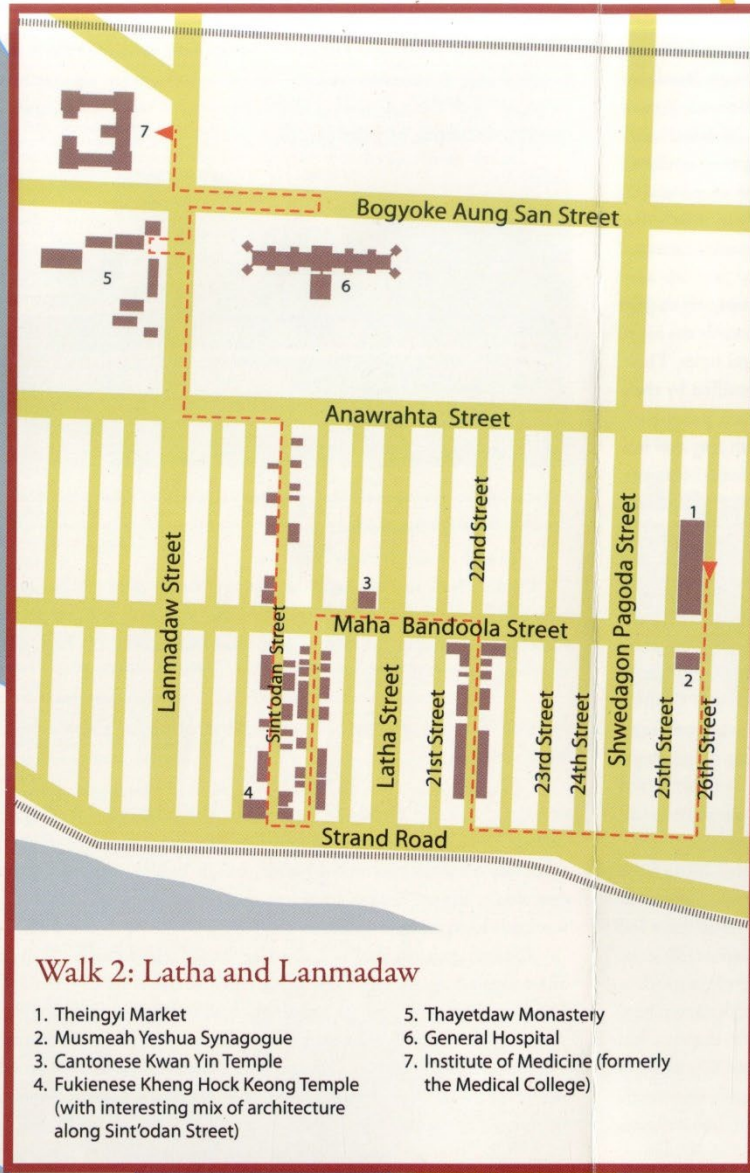 7
Bogyoke Aung San Street
5
6
Anawrahta Street
Lanmadaw Street
22nd Street
Shwedagon Pagoda Street
1
3
Maha Bandoola Street
Sint'odan Street
Latha Street
21st Street
23rd Street
24th Street
25th Street
2
26th Street
4
Strand Road
Walk 2: Latha and Lanmadaw
1. Theingyi Market
2. Musmeah Yeshua Synagogue
3. Cantonese Kwan Yin Temple
4. Fukienese Kheng Hock Keong Temple
(with interesting mix of architecture
along Sint'odan Street)
5. Thayetdaw Monastery
6. General Hospital
7. Institute of Medicine (formerly
the Medical College)